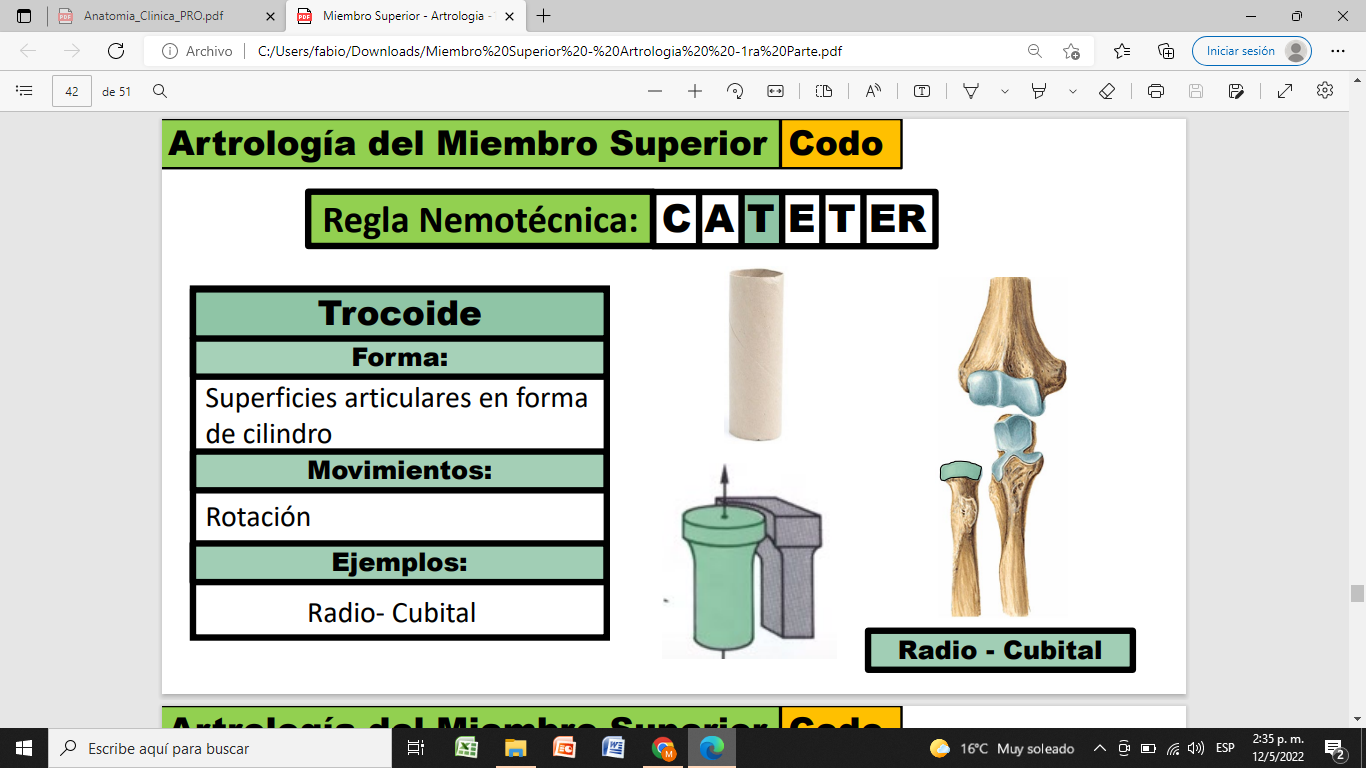 Anatomia_Clinica_PRO.pdf
Miembro Superior - Artrologia -
Archivo
C:/Users/fabio/Downloads/Miembro%20Superior%20-%20Artrologia%20%20-1ra%20Parte.pdf
Iniciar sesión
42
de 51
Artrología del Miembro Superior
Codo
Regla Nemotécnica: C A T E T ER
Trocoide
Forma:
Superficies articulares en forma
de cilindro
Movimientos:
Rotación
Ejemplos:
Radio- Cubital
Radio - Cubital
Artrología del Miembro Superior
Codo
Escribe aquí para buscar
16°C Muy soleado
ESP
2:35 p. m.
12/5/2022
2